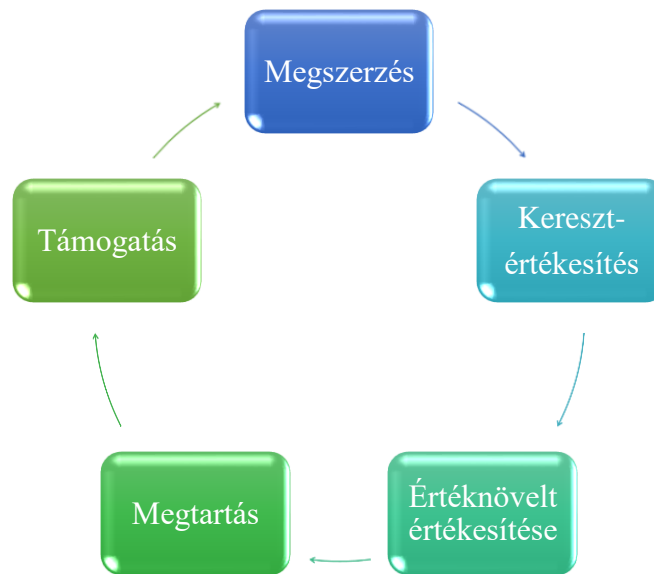 Megszerzés
Kereszt-
értékesítés
Értéknövelt
értékesítése
Megtartás
Támogatás